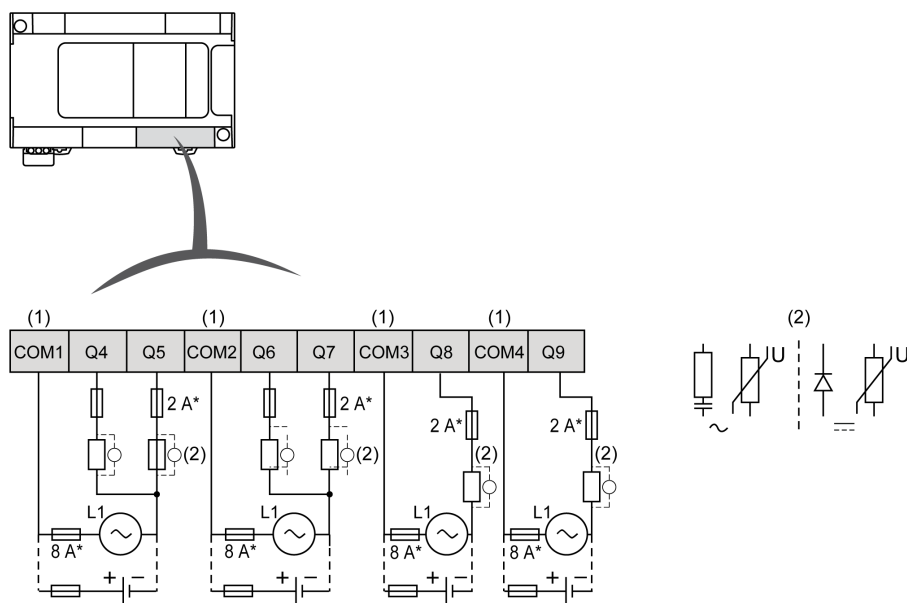 (1) (1) (1) (1) (2)
COM1 Q4 Q5 COM2 Q6 Q7 COM3 Q8 COM4 Q9
U U
2 A* 2 A* 2 A* 2 A*
(2) (2) (2) (2)
L1 L1 L1 L1
8 A* 8 A* 8 A* 8 A*
+ − + − + − + −